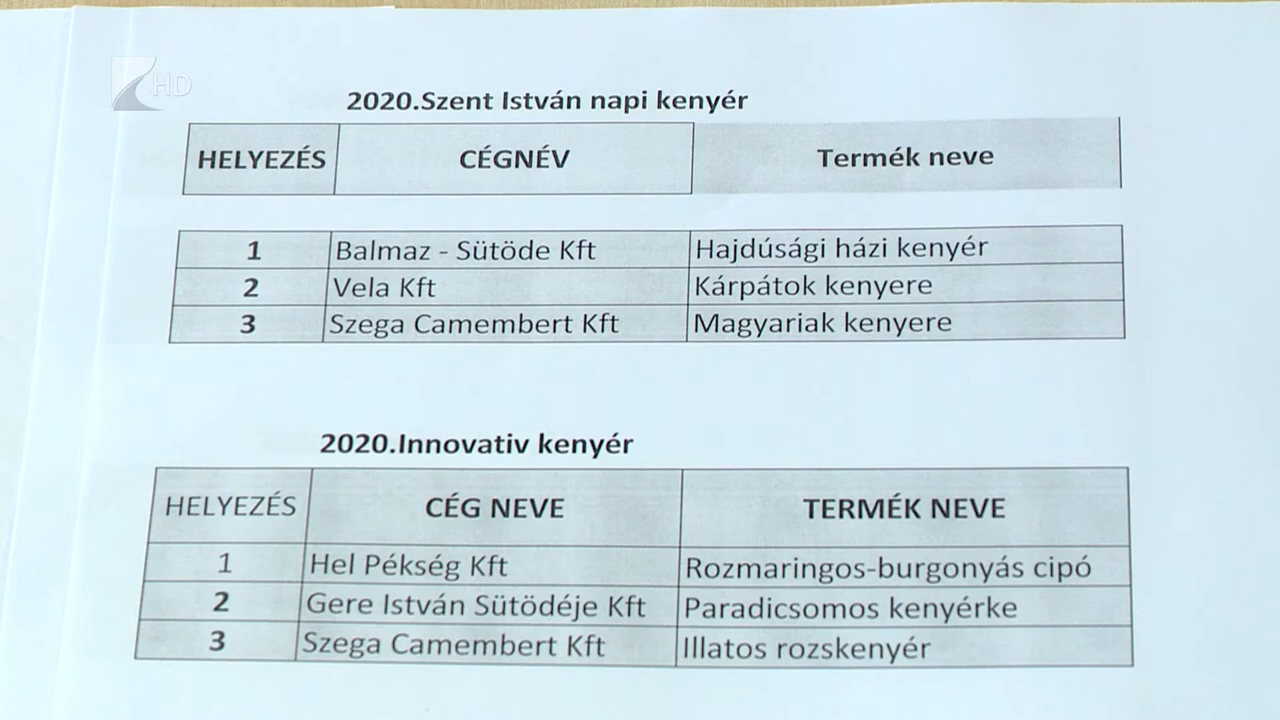 HD
2020.Szent István napi kenyér
HELYEZÉS CÉGNÉV Termék neve
1 Balmaz - Sütöde Kft Hajdúsági házi kenyér
2 Vela Kft Kárpátok kenyere
3 Szega Camembert Kft Magyariak kenyere
2020.Innovativ kenyér
HELYEZÉS CÉG NEVE TERMÉK NEVE
1 Hel Pékség Kft Rozmaringos-burgonyás cipó
2 Gere István Sütödéje Kft Paradicsomos kenyérke
3 Szega Camembert Kft Illatos rozskenyér